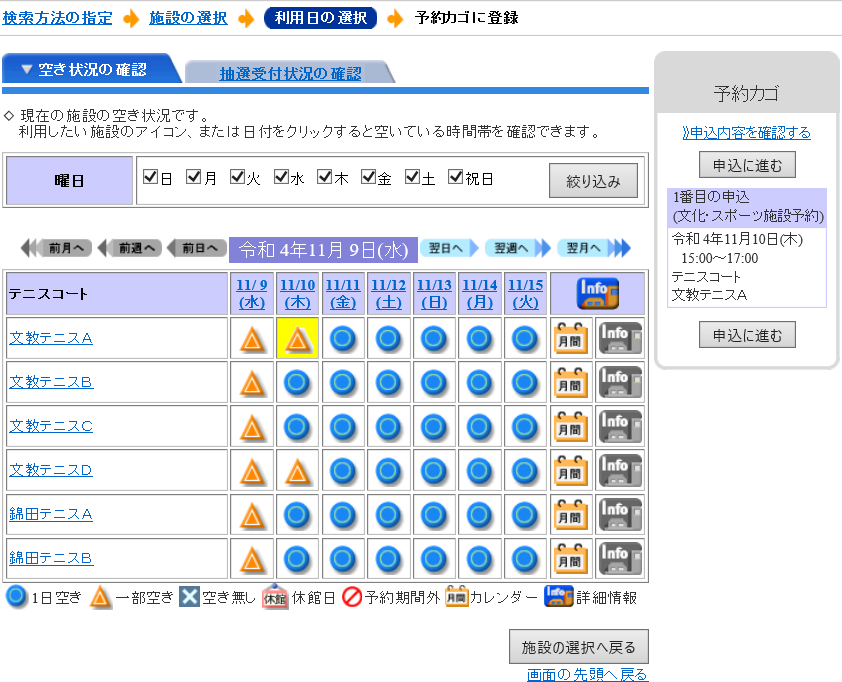 検索方法の指定 施設の選択 利用日の選択 予約カゴに登録
▼空き状況の確認 抽選受付状況の確認
◇ 現在の施設の空き状況です。
利用したい施設のアイコン、または日付をクリックすると空いている時間帯を確認できます。
曜日 日 月 火 水 木 金 土 祝日 絞り込み
前月へ 前週へ 前日へ 令和 4年11月 9日(水) 翌日へ 翌週へ 翌月へ
テニスコート 11/ 9 11/10 11/11 11/12 11/13 11/14 11/15 Info
(水) (木) (金) (土) (日) (月) (火)
文教テニスA 月間 Info
文教テニスB 月間 Info
文教テニスC 月間 Info
文教テニスD 月間 Info
錦田テニスA 月間 Info
錦田テニスB 月間 Info
1日空き 一部空き 空き無し 休館 休館日 予約期間外 月間 カレンダー Info 詳細情報
施設の選択へ戻る
画面の先頭へ戻る
予約カゴ
》申込内容を確認する
申込に進む
1番目の申込
(文化・スポーツ施設予約)
令和 4年11月10日(木)
15:00～17:00
テニスコート
文教テニスA
申込に進む